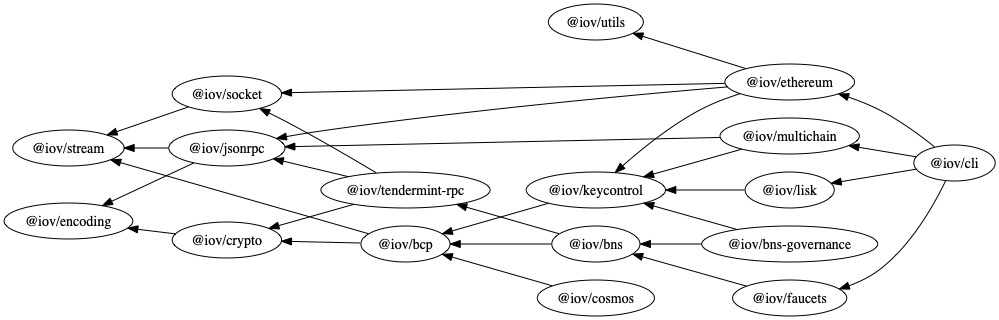 @iov/utils
@iov/ethereum
@iov/socket
@iov/multichain
@iov/stream
@iov/jsonrpc
@iov/cli
@iov/tendermint-rpc
@iov/keycontrol
@iov/lisk
@iov/encoding
@iov/crypto
@iov/bcp
@iov/bns
@iov/bns-governance
@iov/cosmos
@iov/faucets